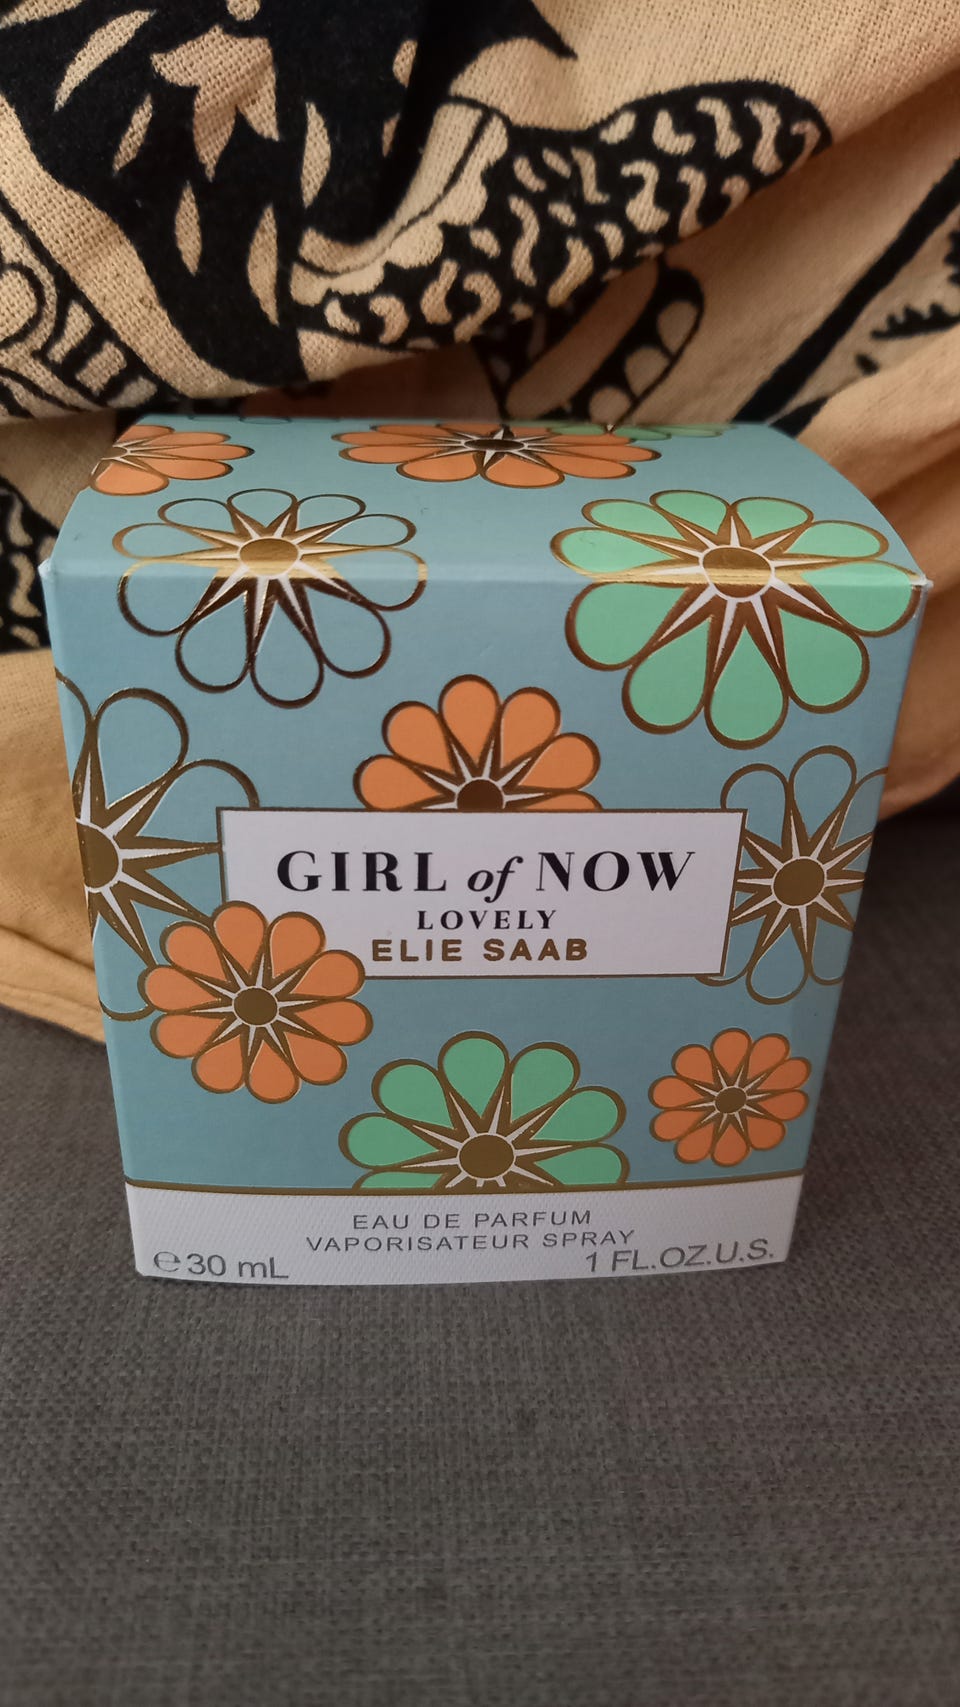 GIRL of NOW
LOVELY
ELIE SAAB
EAU DE PARFUM
VAPORISATEUR SPRAY
℮30 mL
1 FL.OZ.U.S.